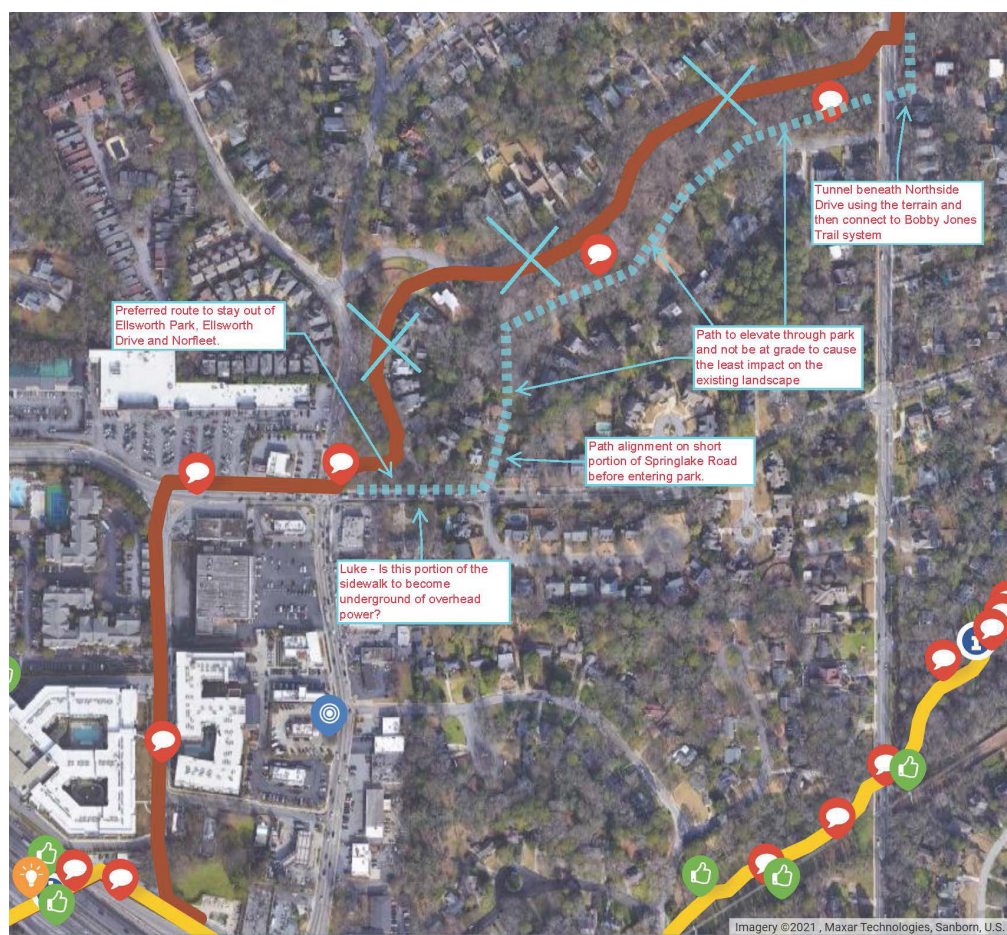 Tunnel beneath Northside
Drive using the terrain and
then connect to Bobby Jones
Trail system
Preferred route to stay out of
Ellsworth Park, Ellsworth
Drive and Norfleet.
Path to elevate through park
and not be at grade to cause
the least impact on the
existing landscape
Path alignment on short
portion of Springlake Road
before entering park.
Luke - Is this portion of the
sidewalk to become
underground of overhead
power?
Imagery ©2021 , Maxar Technologies, Sanborn, U.S.